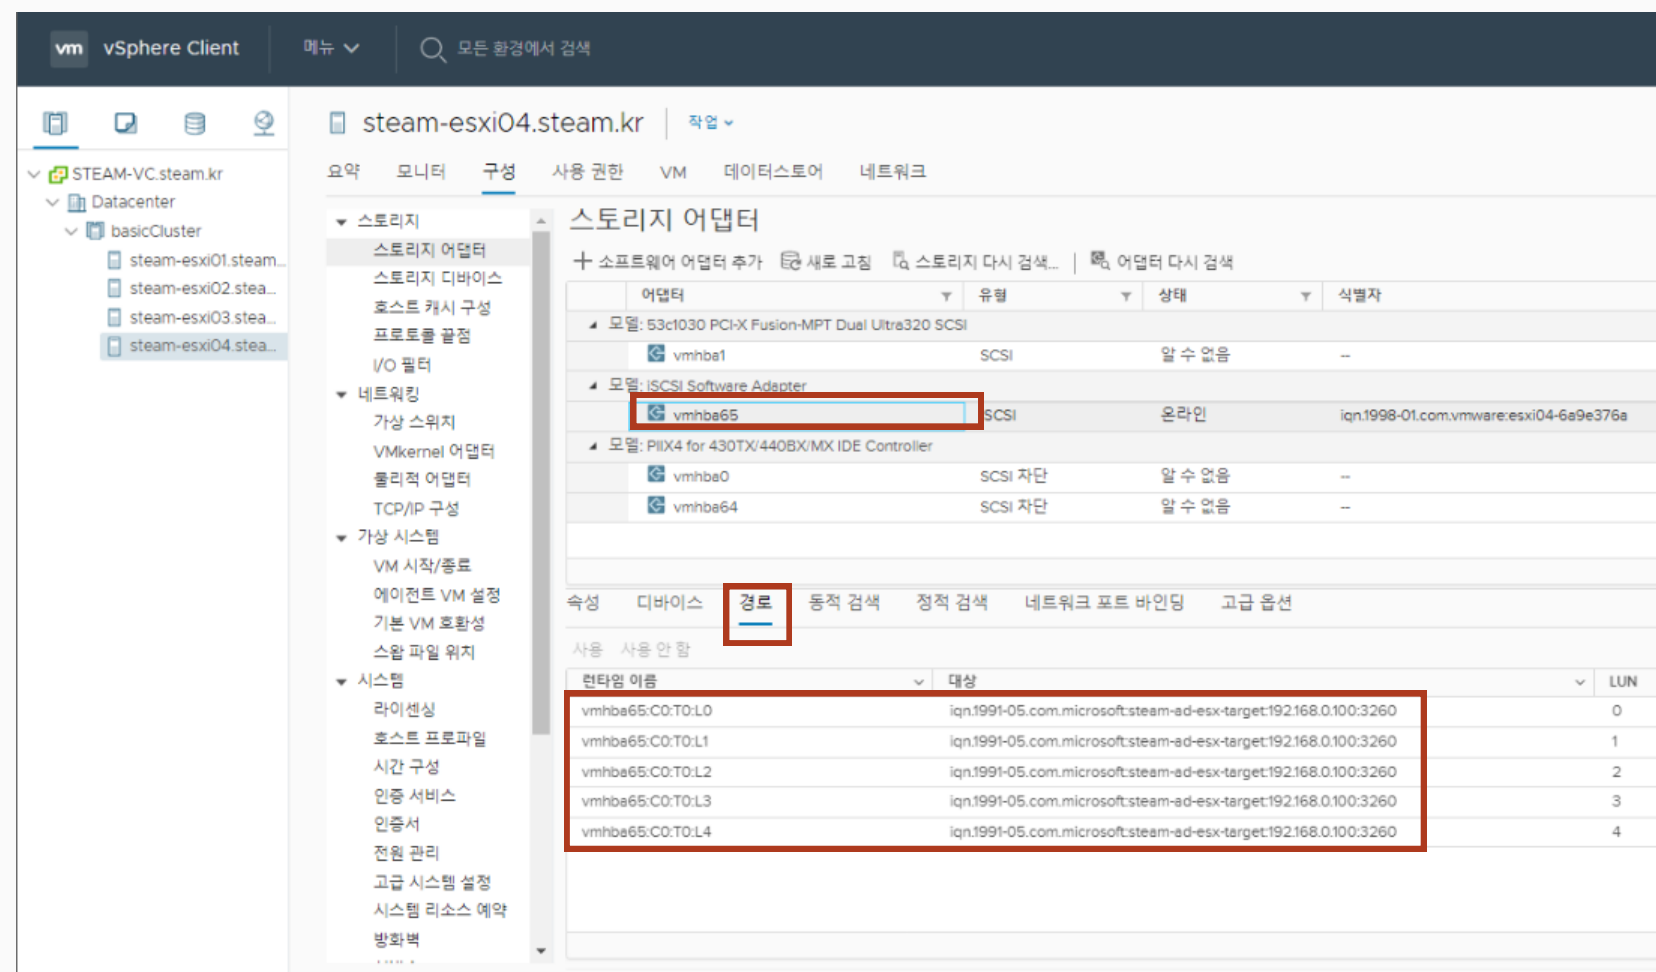 vm vSphere Client 메뉴 모든 환경에서 검색
STEAM-VC.steam.kr
Datacenter
basicCluster
steam-esxi01.steam...
steam-esxi02.stea...
steam-esxi03.stea...
steam-esxi04.stea...
steam-esxi04.steam.kr 작업
요약 모니터 구성 사용 권한 VM 데이터스토어 네트워크
스토리지
스토리지 어댑터
스토리지 디바이스
호스트 캐시 구성
프로토콜 끝점
I/O 필터
네트워킹
가상 스위치
VMkernel 어댑터
물리적 어댑터
TCP/IP 구성
가상 시스템
VM 시작/종료
에이전트 VM 설정
기본 VM 호환성
스왑 파일 위치
시스템
라이센싱
호스트 프로파일
시간 구성
인증 서비스
인증서
전원 관리
고급 시스템 설정
시스템 리소스 예약
방화벽
스토리지 어댑터
소프트웨어 어댑터 추가 새로 고침 스토리지 다시 검색... 어댑터 다시 검색
어댑터 유형 상태 식별자
모델: 53c1030 PCI-X Fusion-MPT Dual Ultra320 SCSI
vmhba1 SCSI 알 수 없음 --
모델: iSCSI Software Adapter
vmhba65 iSCSI 온라인 iqn.1998-01.com.vmware:esxi04-6a9e376a
모델: PIIX4 for 430TX/440BX/MX IDE Controller
vmhba0 SCSI 차단 알 수 없음 --
vmhba64 SCSI 차단 알 수 없음 --
속성 디바이스 경로 동적 검색 정적 검색 네트워크 포트 바인딩 고급 옵션
사용 사용 안 함
런타임 이름 대상 LUN
vmhba65:C0:T0:L0 iqn.1991-05.com.microsoft:steam-ad-esx-target:192.168.0.100:3260 0
vmhba65:C0:T0:L1 iqn.1991-05.com.microsoft:steam-ad-esx-target:192.168.0.100:3260 1
vmhba65:C0:T0:L2 iqn.1991-05.com.microsoft:steam-ad-esx-target:192.168.0.100:3260 2
vmhba65:C0:T0:L3 iqn.1991-05.com.microsoft:steam-ad-esx-target:192.168.0.100:3260 3
vmhba65:C0:T0:L4 iqn.1991-05.com.microsoft:steam-ad-esx-target:192.168.0.100:3260 4